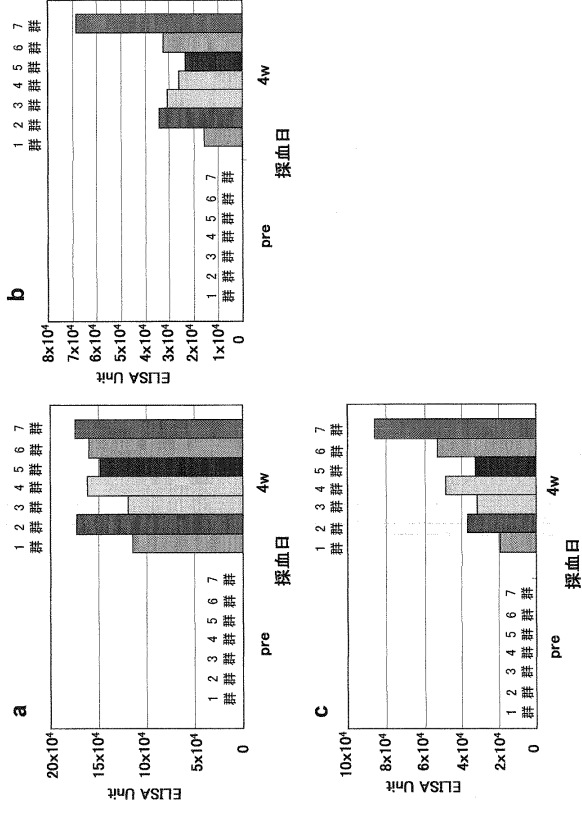 a
20x10⁴
15x10⁴
10x10⁴
5x10⁴
0
ELISA Unit
1 2 3 4 5 6 7
群 群 群 群 群 群 群
1 2 3 4 5 6 7
群 群 群 群 群 群 群
pre
4w
採血日
b
8x10⁴
7x10⁴
6x10⁴
5x10⁴
4x10⁴
3x10⁴
2x10⁴
1x10⁴
0
ELISA Unit
1 2 3 4 5 6 7
群 群 群 群 群 群 群
1 2 3 4 5 6 7
群 群 群 群 群 群 群
pre
4w
採血日
c
10x10⁴
8x10⁴
6x10⁴
4x10⁴
2x10⁴
0
ELISA Unit
1 2 3 4 5 6 7
群 群 群 群 群 群 群
1 2 3 4 5 6 7
群 群 群 群 群 群 群
pre
4w
採血日